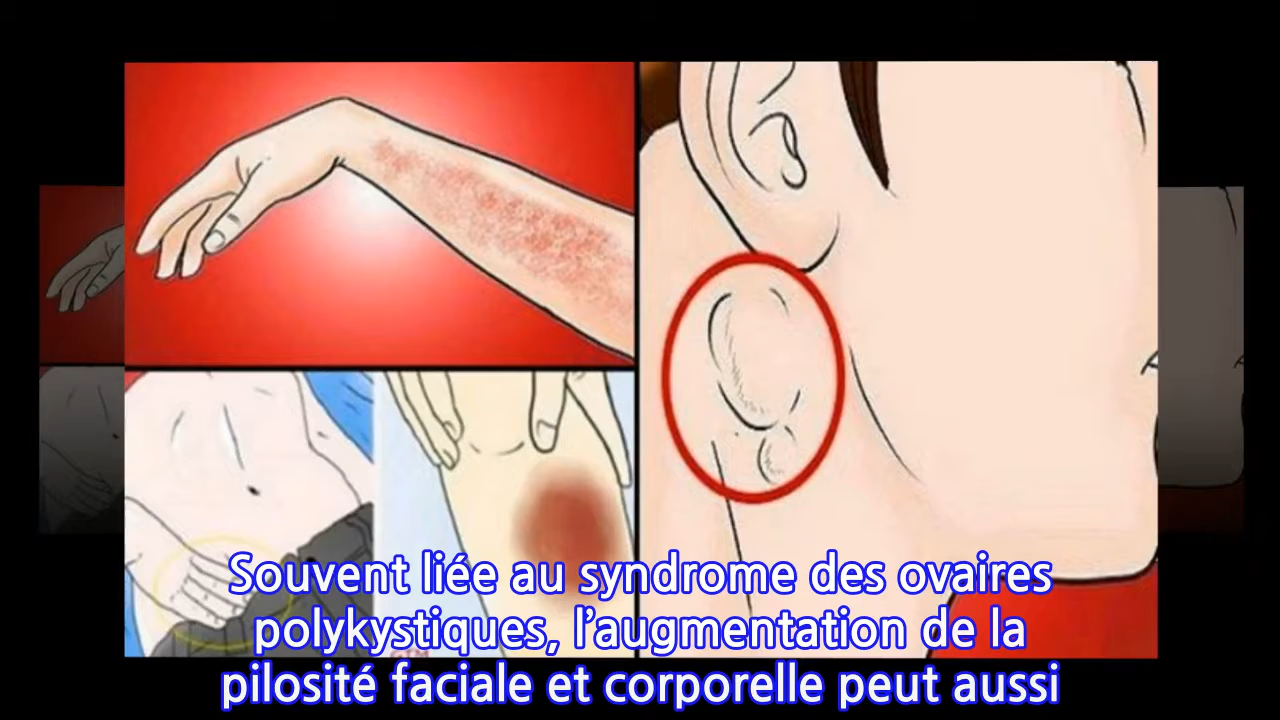 Souvent liée au syndrome des ovaires
polykystiques, l'augmentation de la
pilosité faciale et corporelle peut aussi